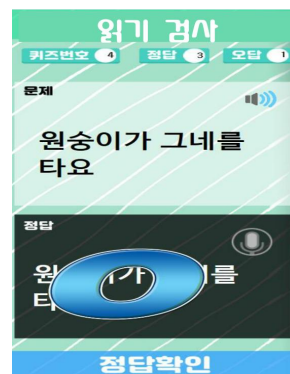 읽기 검사
퀴즈번호 4 정답 3 오답 1
문제
원숭이가 그네를
타요
정답
원 가 를
타
정답확인